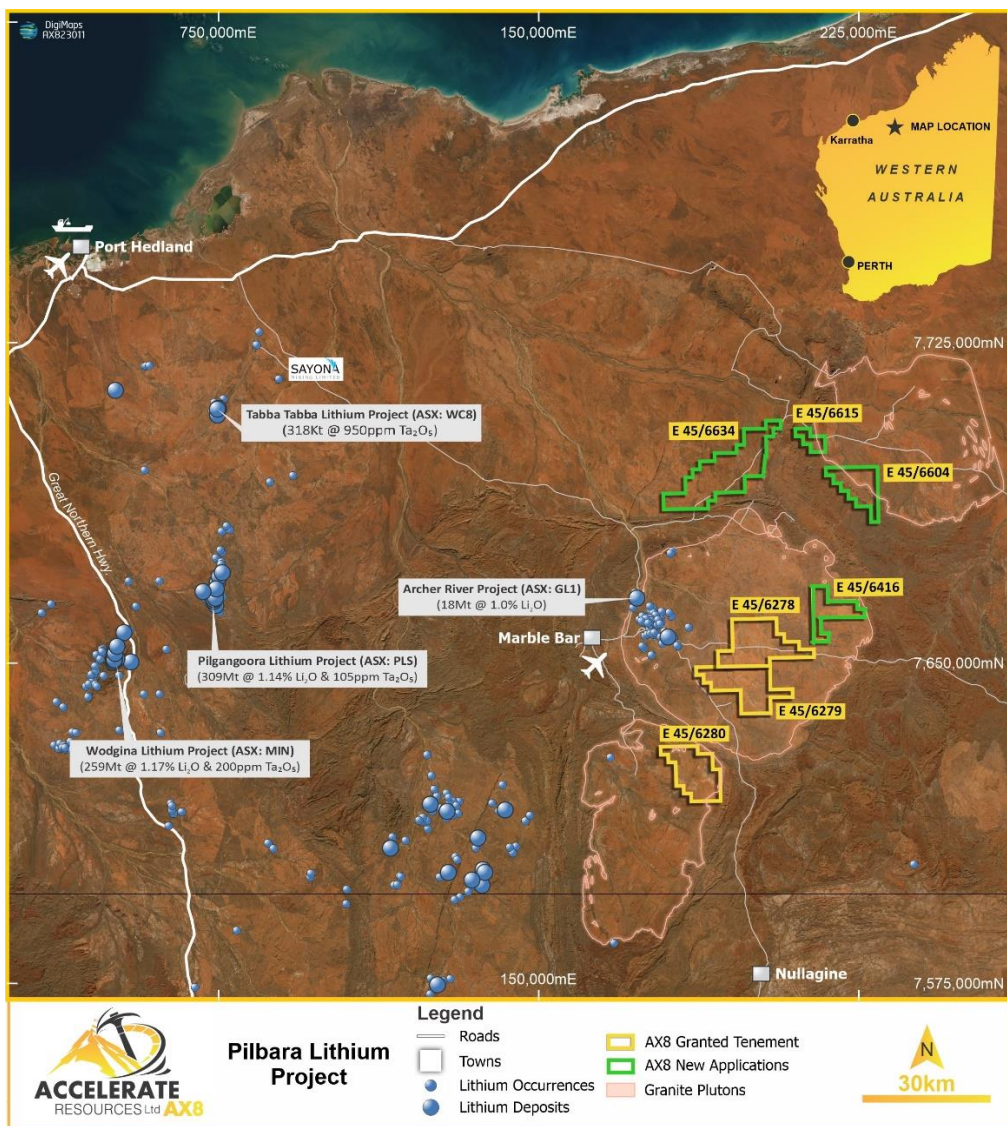 DigiMaps
AX823011
750,000mE
150,000mE
225,000mE
Karratha
MAP LOCATION
WESTERN
AUSTRALIA
PERTH
Port Hedland
7,725,000mN
SAYONA
MINING LIMITED
Tabba Tabba Lithium Project (ASX: WC8)
(318Kt @ 950ppm Ta₂O₅)
E 45/6634
E 45/6615
E 45/6604
Great Northern Hwy
Archer River Project (ASX: GL1)
(18Mt @ 1.0% Li₂O)
E 45/6416
E 45/6278
Marble Bar
Pilgangoora Lithium Project (ASX: PLS)
(309Mt @ 1.14% Li₂O & 105ppm Ta₂O₅)
7,650,000mN
E 45/6279
E 45/6280
Wodgina Lithium Project (ASX: MIN)
(259Mt @ 1.17% Li₂O & 200ppm Ta₂O₅)
150,000mE
Nullagine
7,575,000mN
ACCELERATE
RESOURCES Ltd AX8
Pilbara Lithium
Project
Legend
Roads
Towns
Lithium Occurrences
Lithium Deposits
AX8 Granted Tenement
AX8 New Applications
Granite Plutons
N
30km